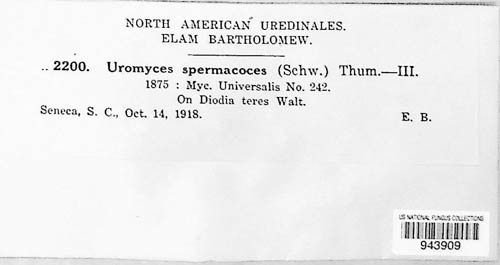 NORTH AMERICAN UREDINALES.
ELAM BARTHOLOMEW.
.. 2200. Uromyces spermacoces (Schw.) Thum.—III.
1875 : Myc. Universalis No. 242.
On Diodia teres Walt.
Seneca, S. C., Oct. 14, 1918. E. B.
US NATIONAL FUNGUS COLLECTIONS
943909